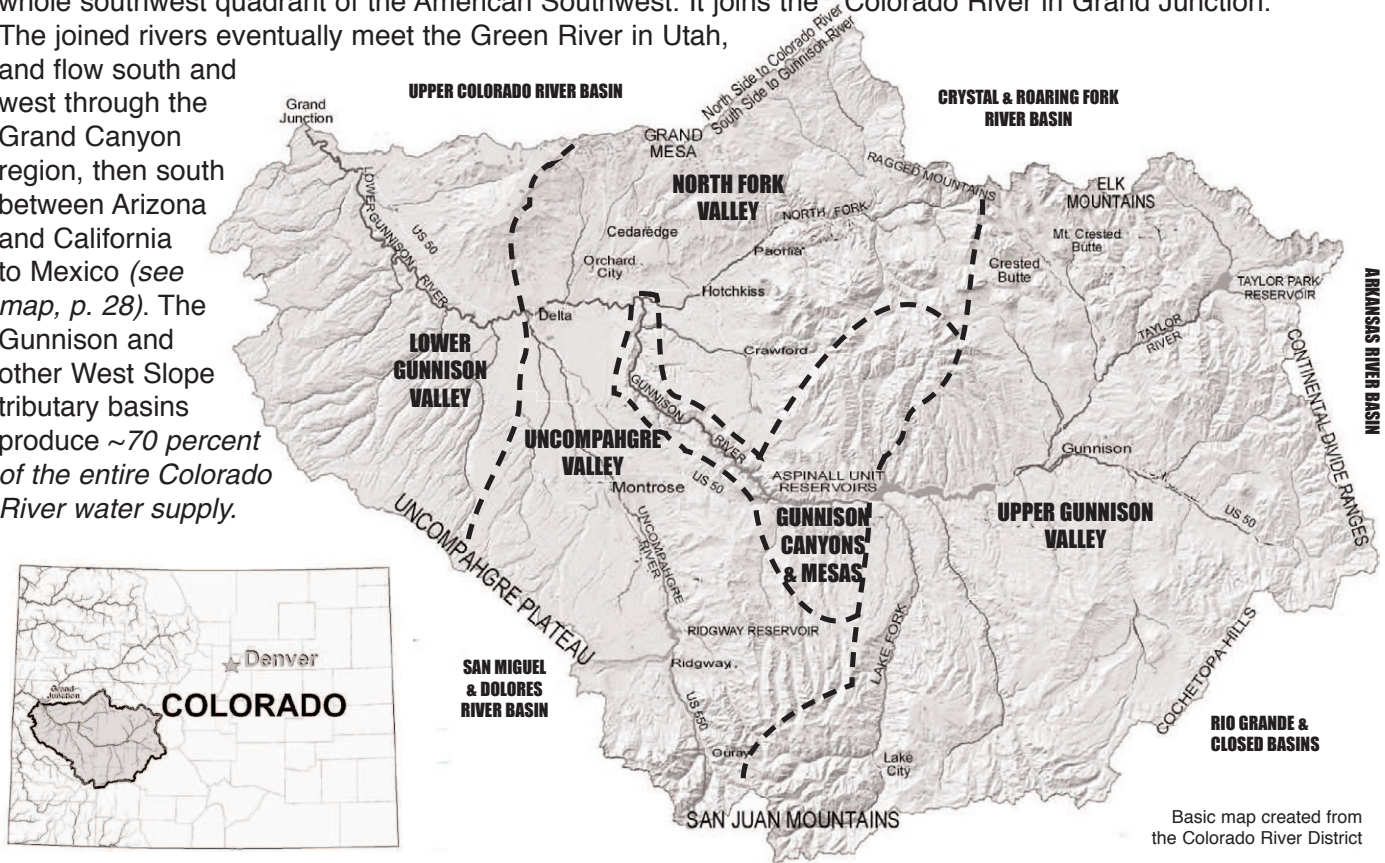 whole southwest quadrant of the American Southwest. It joins the Colorado River in Grand Junction.
The joined rivers eventually meet the Green River in Utah,
and flow south and
west through the
Grand Canyon
region, then south
between Arizona
and California
to Mexico (see
map, p. 28). The
Gunnison and
other West Slope
tributary basins
produce ~70 percent
of the entire Colorado
River water supply.
North Side to Colorado River
South Side to Gunnison River
UPPER COLORADO RIVER BASIN
CRYSTAL & ROARING FORK
RIVER BASIN
Grand
Junction
GRAND
MESA
RAGGED MOUNTAINS
ELK
MOUNTAINS
NORTH FORK
VALLEY
NORTH FORK
LOWER GUNNISON RIVER
US 50
Cedaredge
Paonia
Mt. Crested
Butte
Orchard
City
Crested
Butte
Hotchkiss
TAYLOR PARK
RESERVOIR
ARKANSAS RIVER BASIN
Delta
TAYLOR
RIVER
LOWER
GUNNISON
VALLEY
Crawford
CONTINENTAL DIVIDE RANGES
GUNNISON
RIVER
UNCOMPAHGRE
VALLEY
Gunnison
Montrose
US 50
ASPINALL UNIT
RESERVOIRS
UNCOMPAHGRE PLATEAU
UNCOMPAHGRE
RIVER
GUNNISON
CANYONS
& MESAS
UPPER GUNNISON
VALLEY
US 50
RIDGWAY RESERVOIR
LAKE FORK
COCHETOPA HILLS
SAN MIGUEL
& DOLORES
RIVER BASIN
Ridgway
US 550
RIO GRANDE &
CLOSED BASINS
Ouray
Lake
City
SAN JUAN MOUNTAINS
Denver
Grand
Junction
COLORADO
Basic map created from
the Colorado River District